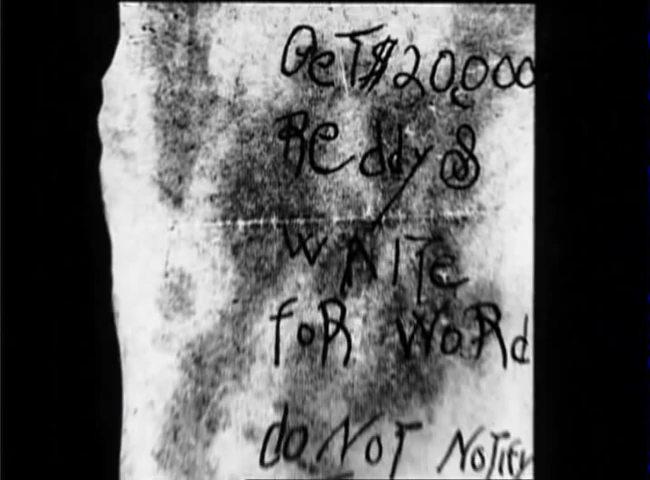 GeT $20,000
ReddY &
WAITe
foR WoRd
do NoT NoTIfy